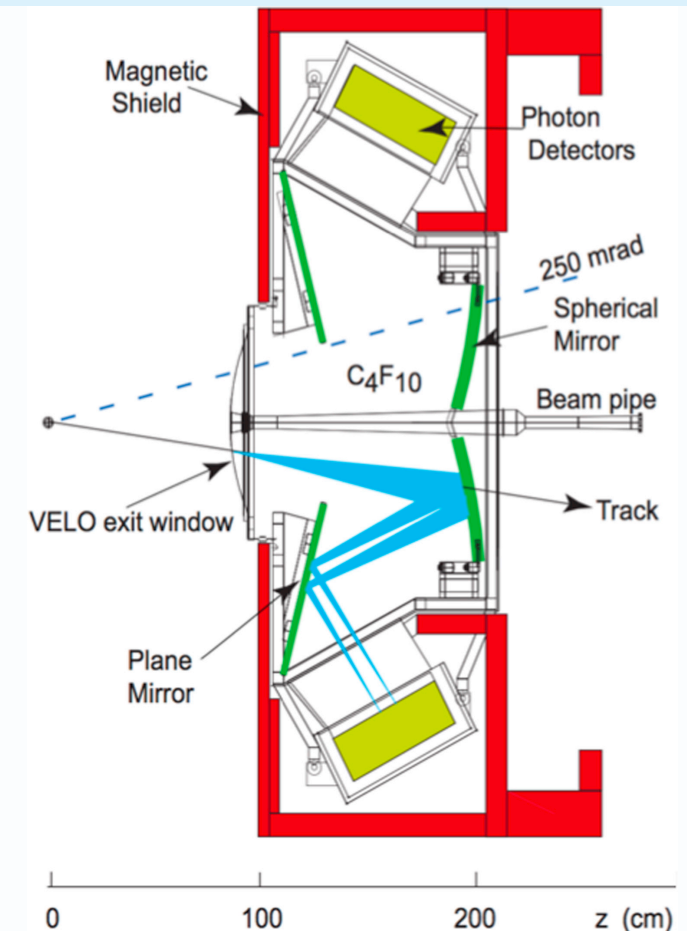 Magnetic
Shield
Photon
Detectors
250 mrad
Spherical
Mirror
C4F10
Beam pipe
VELO exit window
Track
Plane
Mirror
0 100 200 z (cm)